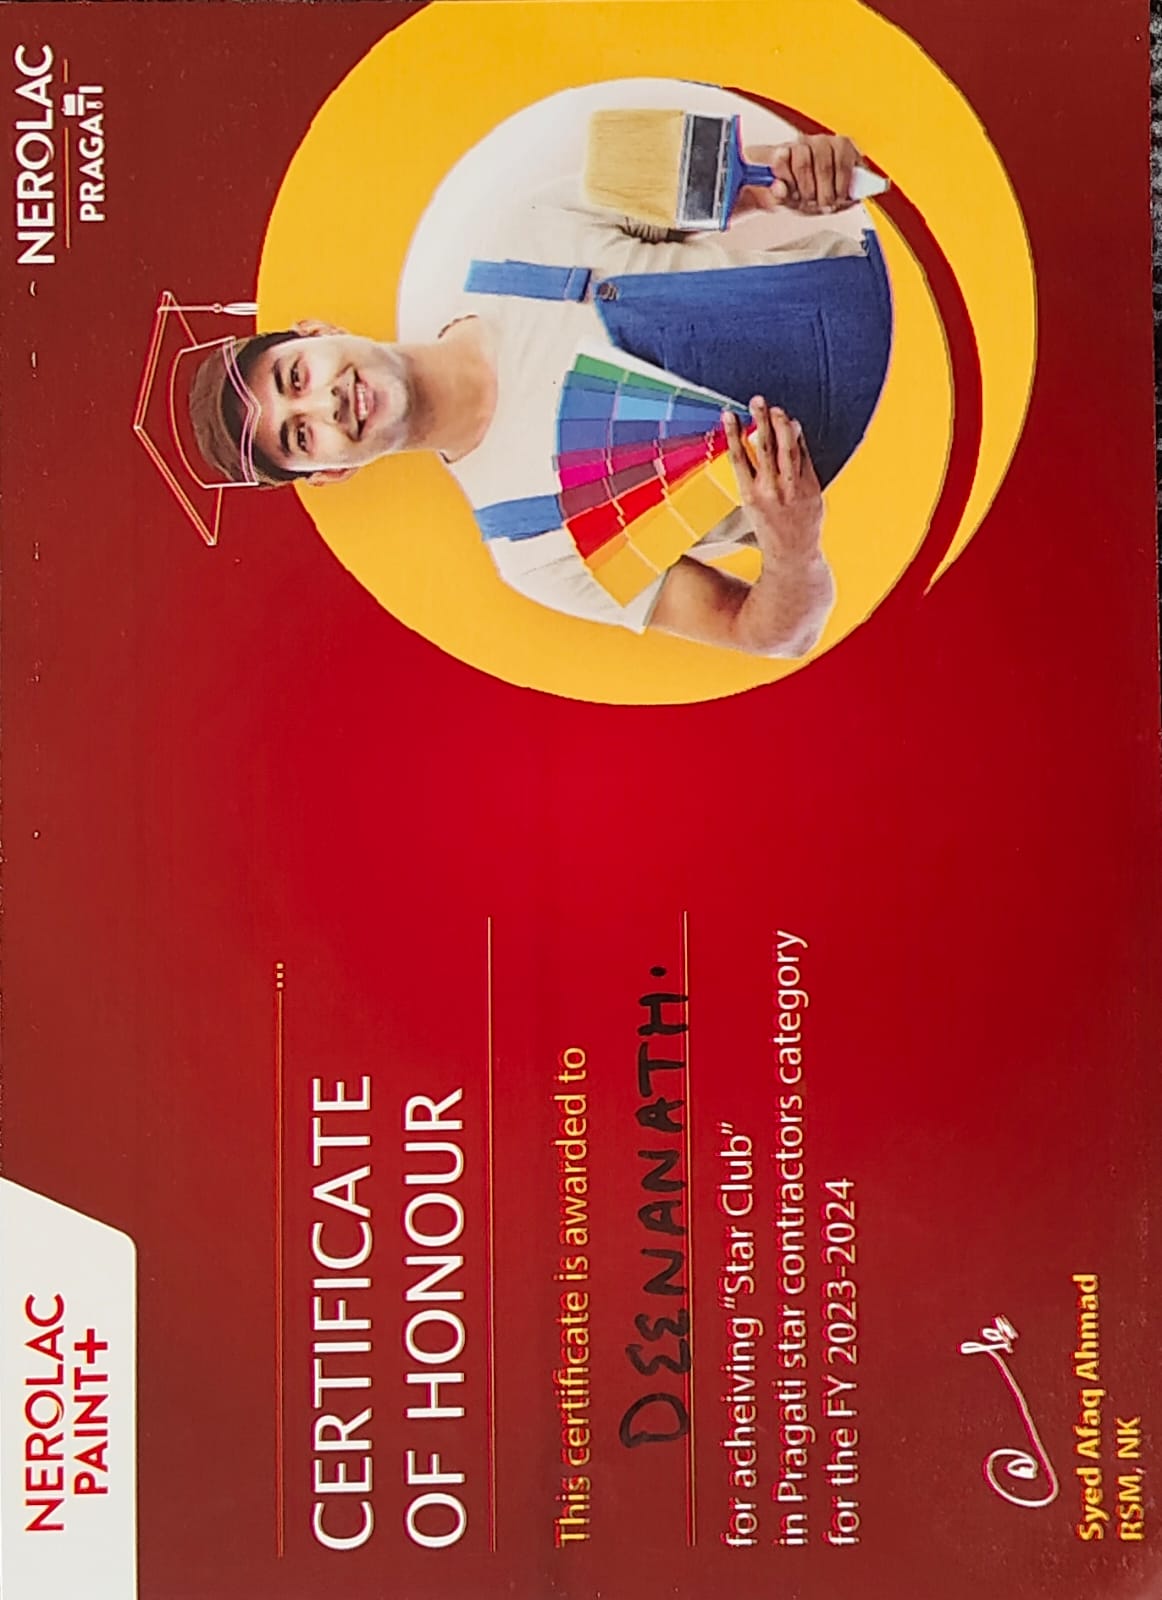 NEROLAC
PAINT+
NEROLAC
PRAGATI
CERTIFICATE
OF HONOUR
This certificate is awarded to
DEENANATH.
for acheiving "Star Club"
in Pragati star contractors category
for the FY 2023-2024
Syed Afaq Ahmad
RSM, NK